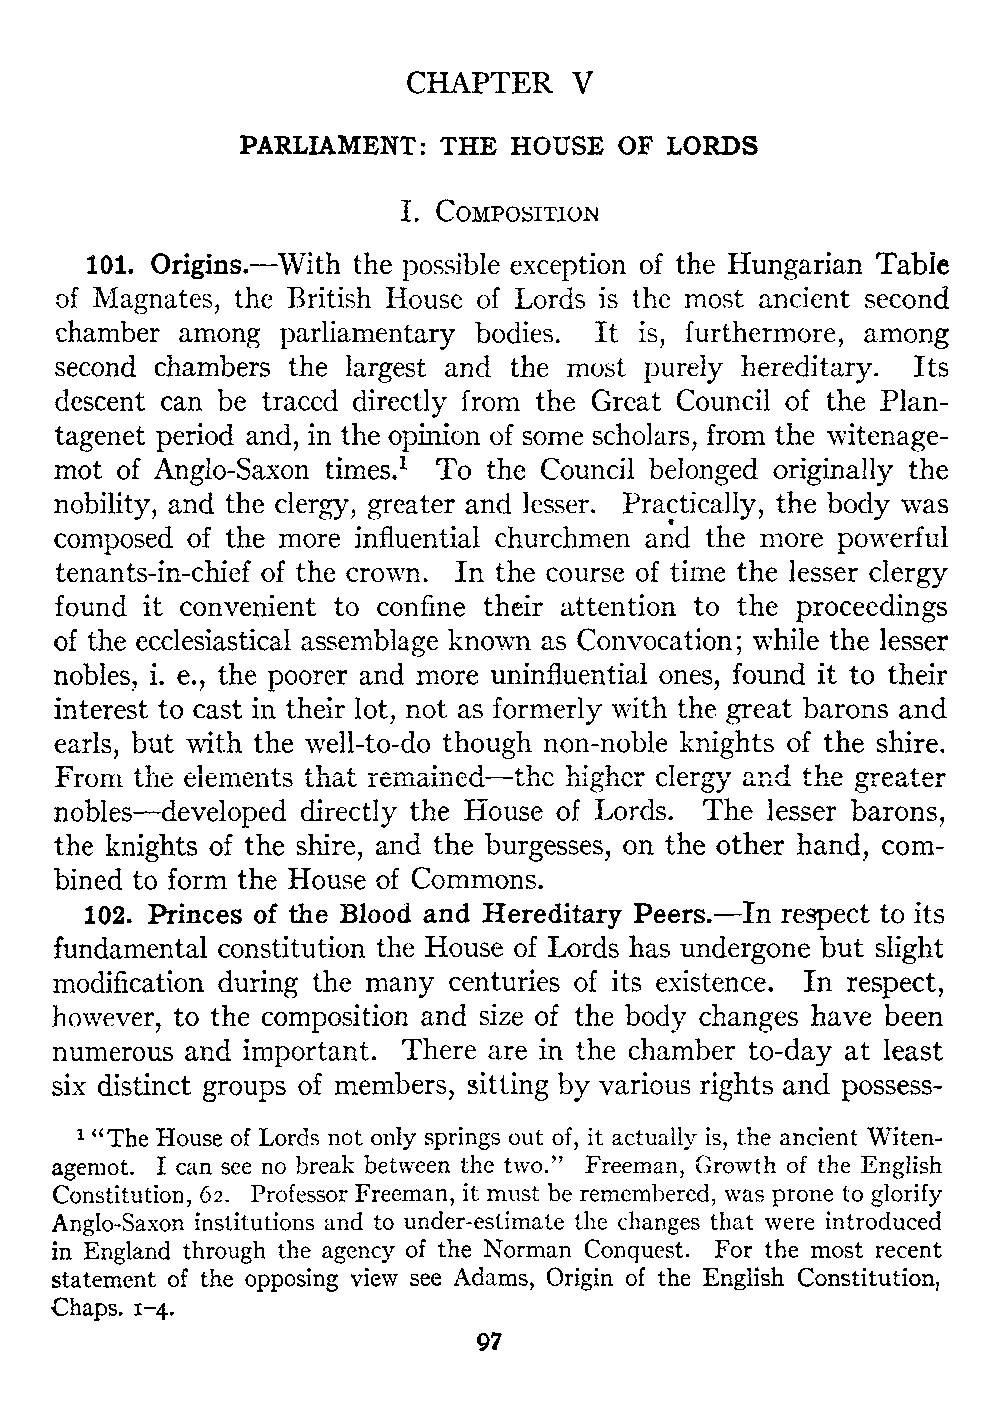 CHAPTER V
PARLIAMENT: THE HOUSE OF LORDS
I. COMPOSITION
101. Origins.—With the possible exception of the Hungarian Table
of Magnates, the British House of Lords is the most ancient second
chamber among parliamentary bodies. It is, furthermore, among
second chambers the largest and the most purely hereditary. Its
descent can be traced directly from the Great Council of the Plan-
tagenet period and, in the opinion of some scholars, from the witenage-
mot of Anglo-Saxon times.¹ To the Council belonged originally the
nobility, and the clergy, greater and lesser. Practically, the body was
composed of the more influential churchmen and the more powerful
tenants-in-chief of the crown. In the course of time the lesser clergy
found it convenient to confine their attention to the proceedings
of the ecclesiastical assemblage known as Convocation; while the lesser
nobles, i. e., the poorer and more uninfluential ones, found it to their
interest to cast in their lot, not as formerly with the great barons and
earls, but with the well-to-do though non-noble knights of the shire.
From the elements that remained—the higher clergy and the greater
nobles—developed directly the House of Lords. The lesser barons,
the knights of the shire, and the burgesses, on the other hand, com-
bined to form the House of Commons.
102. Princes of the Blood and Hereditary Peers.—In respect to its
fundamental constitution the House of Lords has undergone but slight
modification during the many centuries of its existence. In respect,
however, to the composition and size of the body changes have been
numerous and important. There are in the chamber to-day at least
six distinct groups of members, sitting by various rights and possess-
¹ “The House of Lords not only springs out of, it actually is, the ancient Witen-
agemot. I can see no break between the two.” Freeman, Growth of the English
Constitution, 62. Professor Freeman, it must be remembered, was prone to glorify
Anglo-Saxon institutions and to under-estimate the changes that were introduced
in England through the agency of the Norman Conquest. For the most recent
statement of the opposing view see Adams, Origin of the English Constitution,
Chaps. 1–4.
97